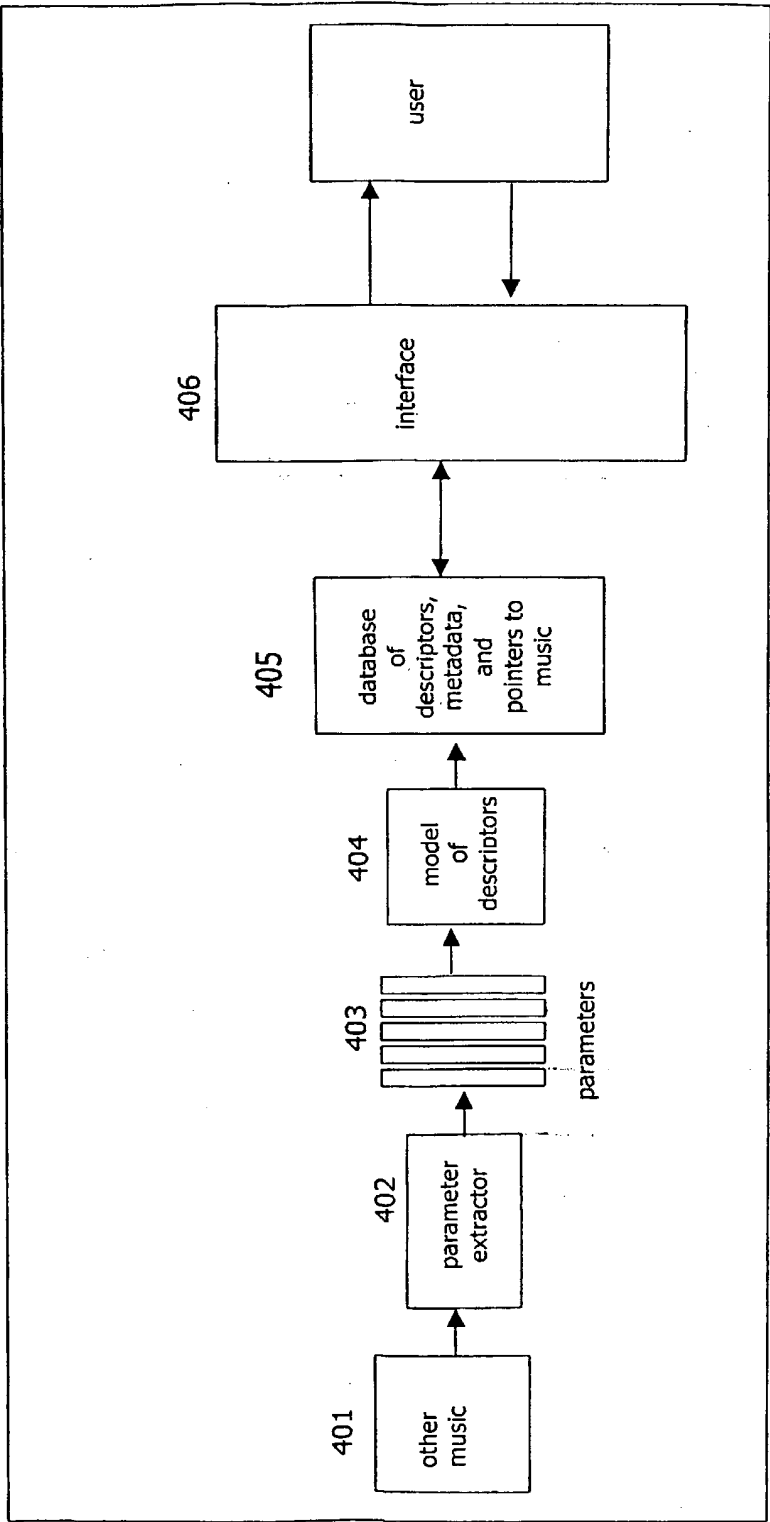 401
other
music
402
parameter
extractor
403
parameters
404
model
of
descriptors
405
database
of
descriptors,
metadata,
and
pointers to
music
406
interface
user